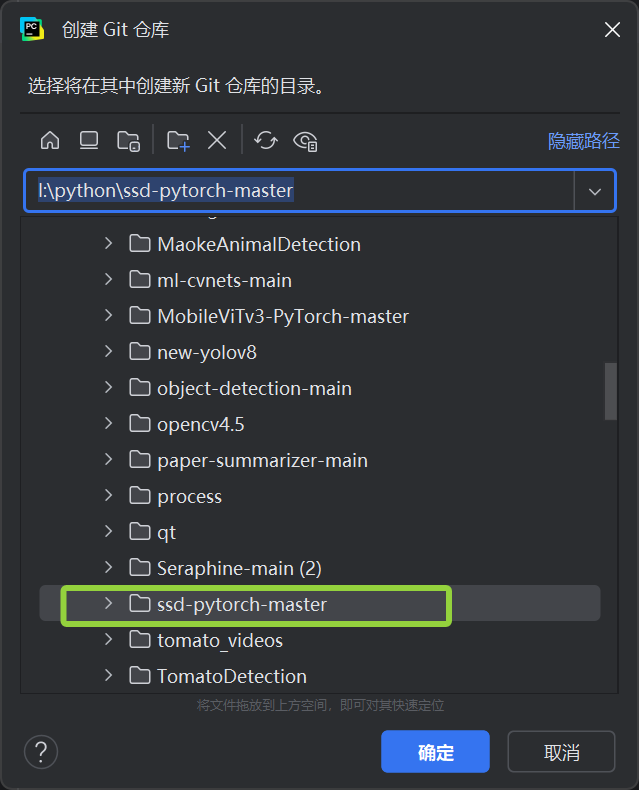 PC
创建 Git 仓库
选择将在其中创建新 Git 仓库的目录。
隐藏路径
I:\python\ssd-pytorch-master
MaokeAnimalDetection
ml-cvnets-main
MobileViTv3-PyTorch-master
new-yolov8
object-detection-main
opencv4.5
paper-summarizer-main
process
qt
Seraphine-main (2)
ssd-pytorch-master
tomato_videos
TomatoDetection
将文件拖放到上方空间，即可对其快速定位
?
确定
取消